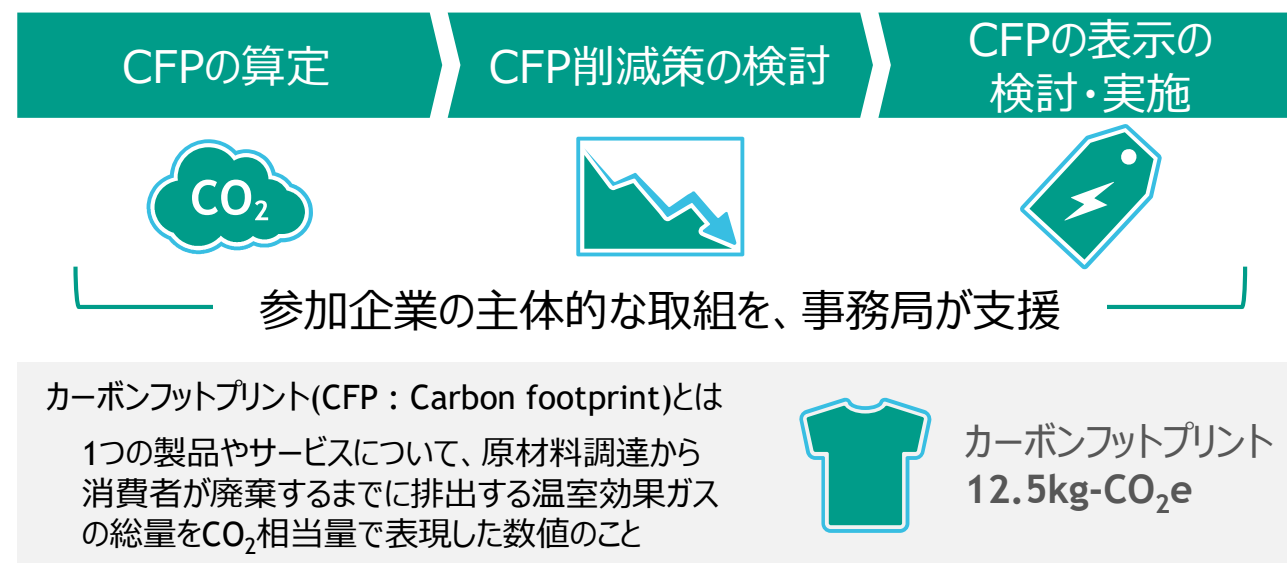 CFPの算定
CFP削減策の検討
CFPの表示の
検討・実施
CO₂
参加企業の主体的な取組を、事務局が支援
カーボンフットプリント(CFP : Carbon footprint)とは
1つの製品やサービスについて、原材料調達から
消費者が廃棄するまでに排出する温室効果ガス
の総量をCO₂相当量で表現した数値のこと
カーボンフットプリント
12.5kg-CO₂e